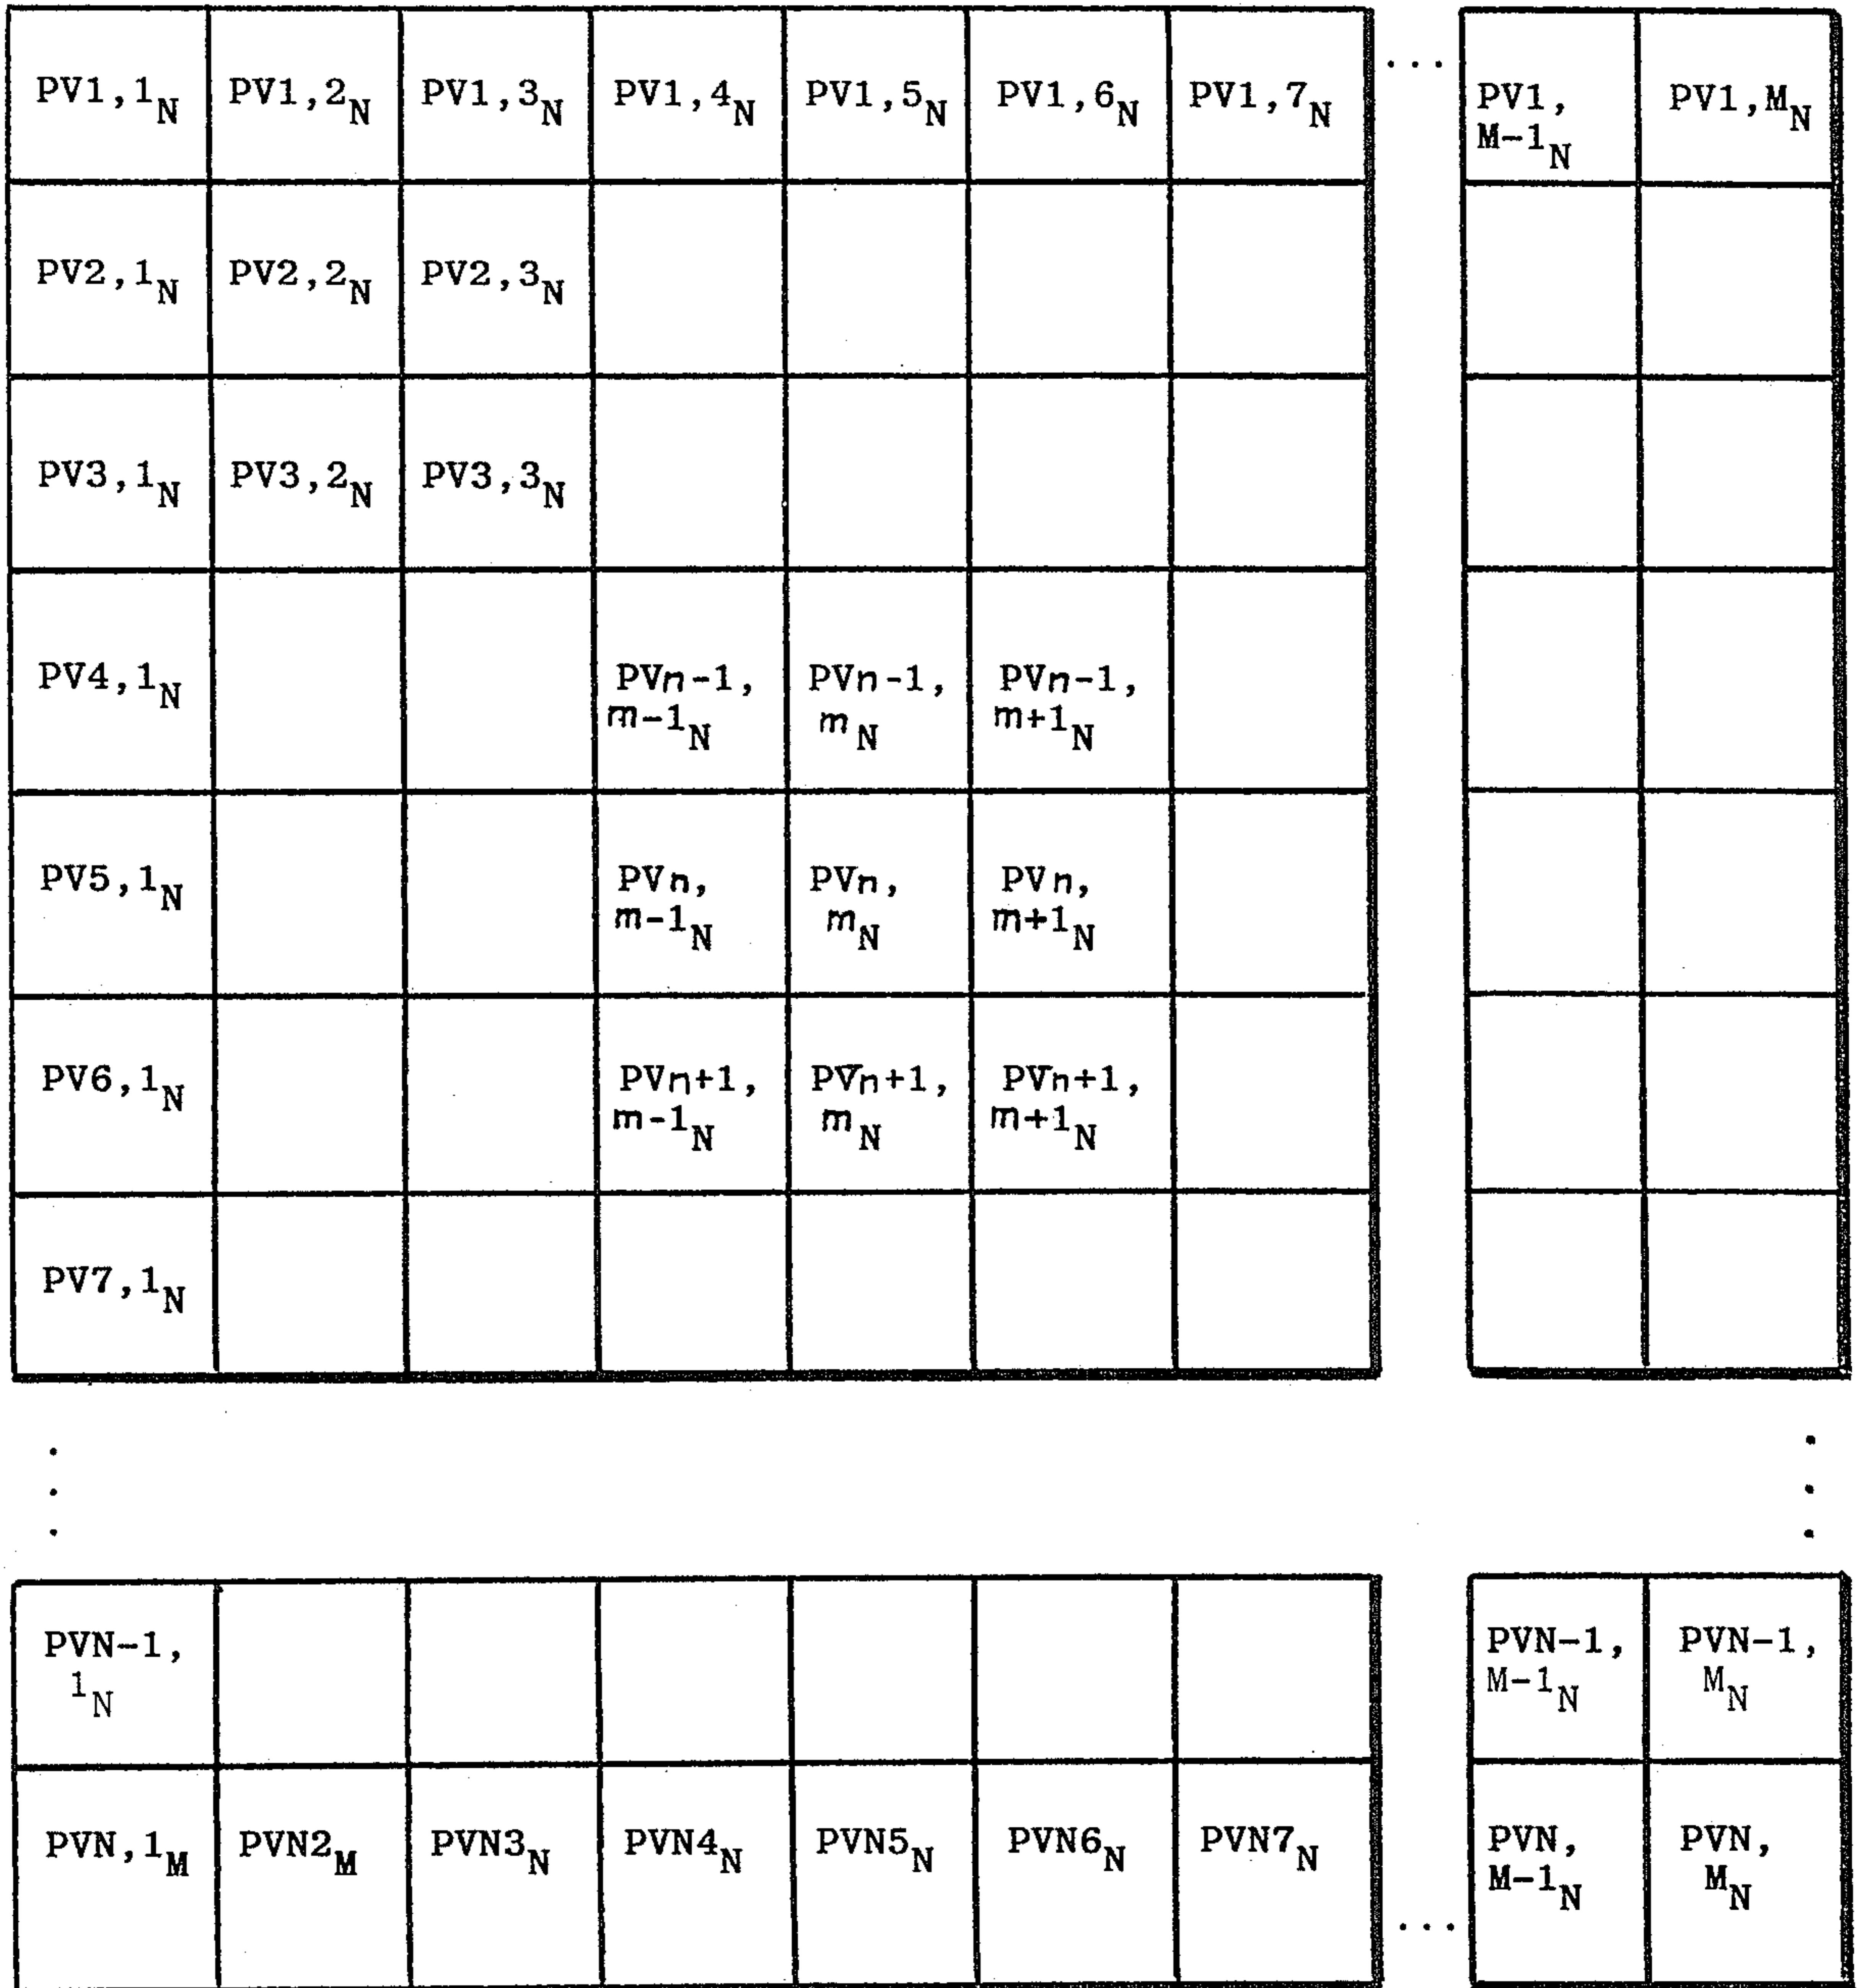 PV1,1N PV1,2N PV1,3N PV1,4N PV1,5N PV1,6N PV1,7N ... PV1, M-1N PV1,MN
PV2,1N PV2,2N PV2,3N
PV3,1N PV3,2N PV3,3N
PV4,1N PVn-1, m-1N PVn-1, mN PVn-1, m+1N
PV5,1N PVn, m-1N PVn, mN PVn, m+1N
PV6,1N PVn+1, m-1N PVn+1, mN PVn+1, m+1N
PV7,1N
PVN-1, 1N PVN-1, M-1N PVN-1, MN
PVN,1M PVN2M PVN3N PVN4N PVN5N PVN6N PVN7N ... PVN, M-1N PVN, MN